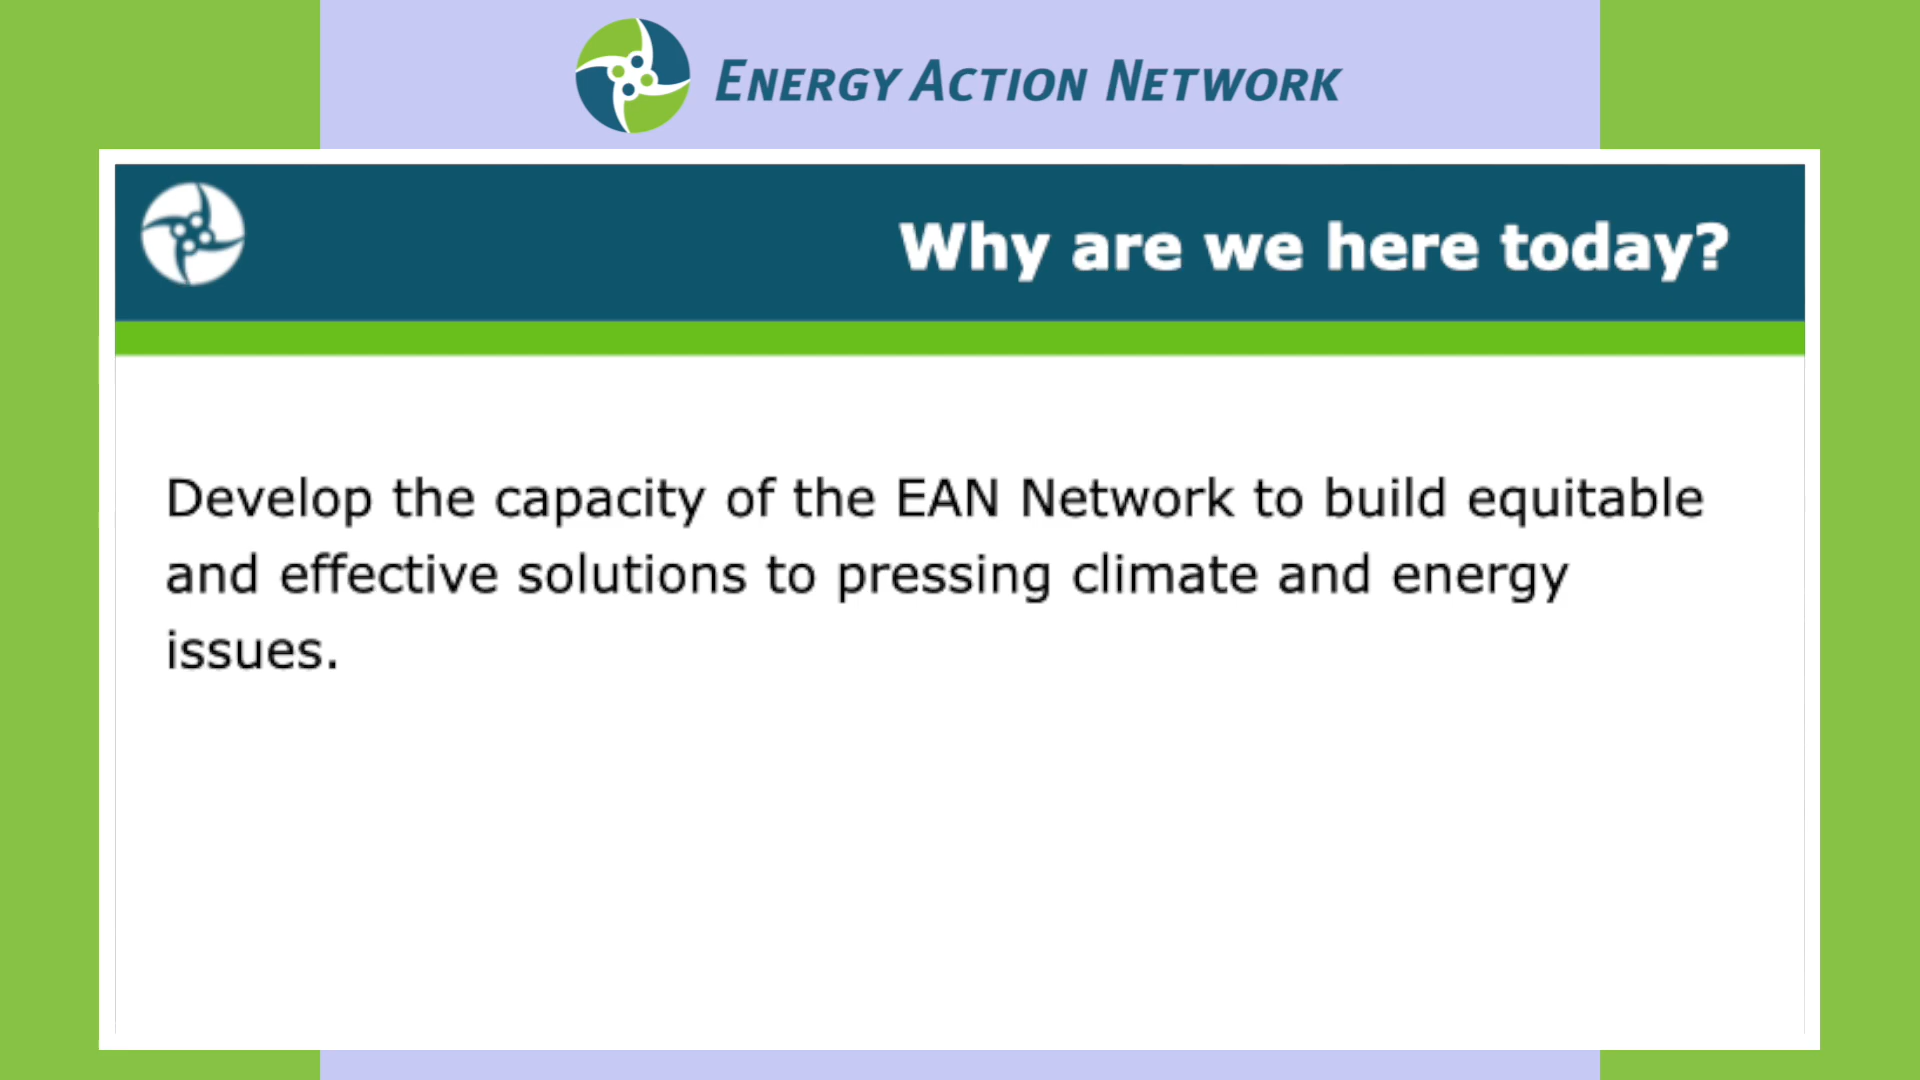 ENERGY ACTION NETWORK
Why are we here today?
Develop the capacity of the EAN Network to build equitable
and effective solutions to pressing climate and energy
issues.